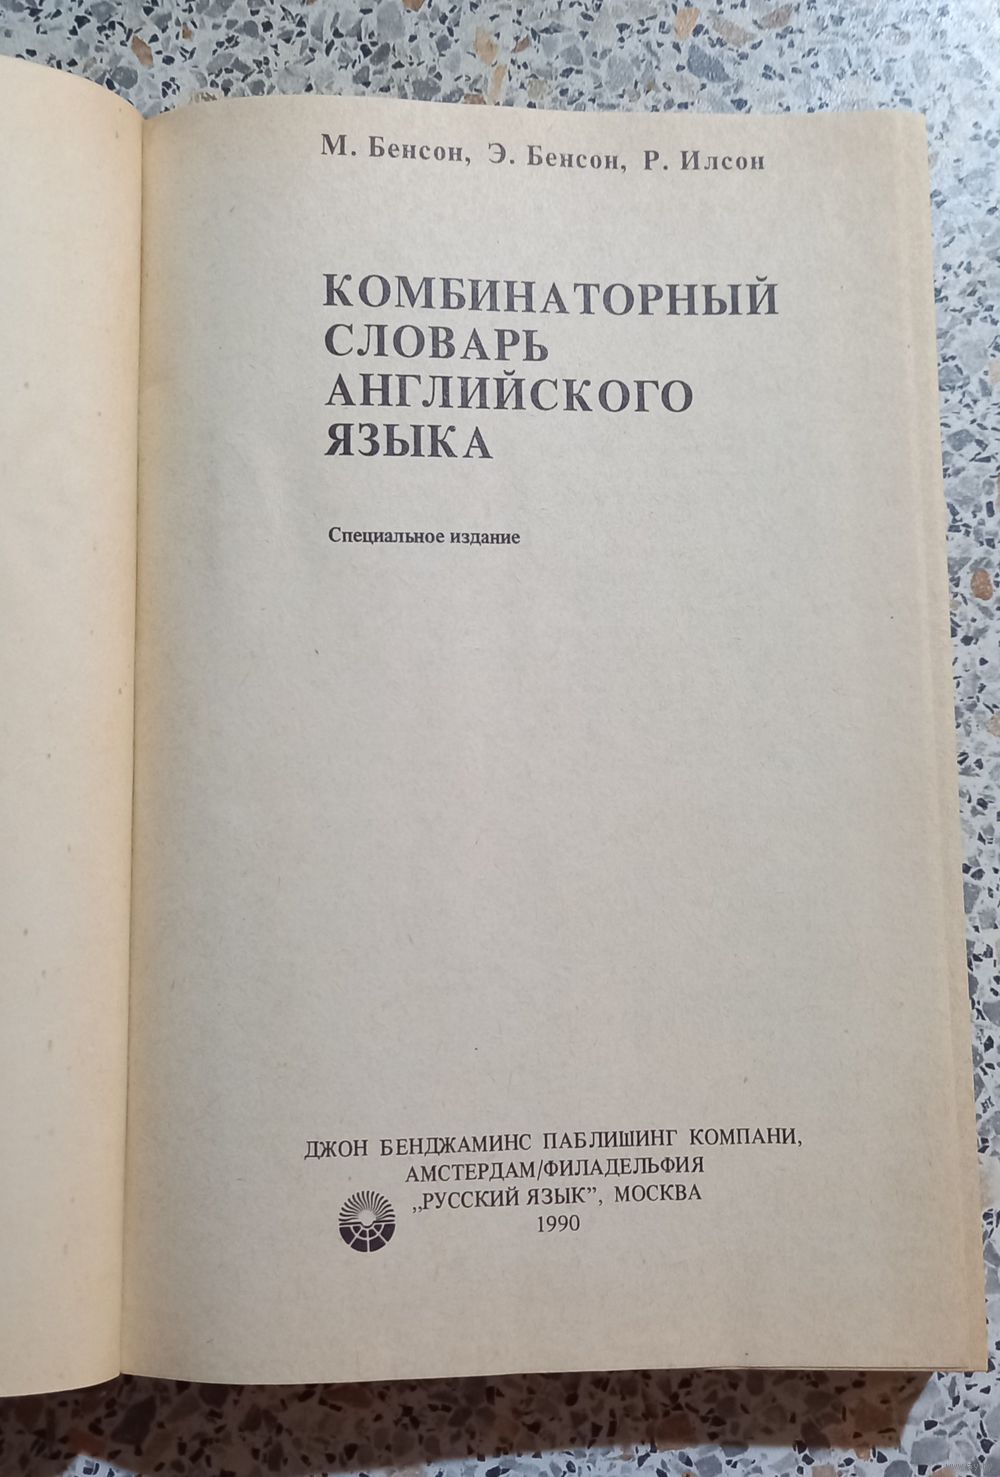 М. Бенсон, Э. Бенсон, Р. Илсон
КОМБИНАТОРНЫЙ
СЛОВАРЬ
АНГЛИЙСКОГО
ЯЗЫКА
Специальное издание
ДЖОН БЕНДЖАМИНС ПАБЛИШИНГ КОМПАНИ,
АМСТЕРДАМ/ФИЛАДЕЛЬФИЯ
„РУССКИЙ ЯЗЫК”, МОСКВА
1990